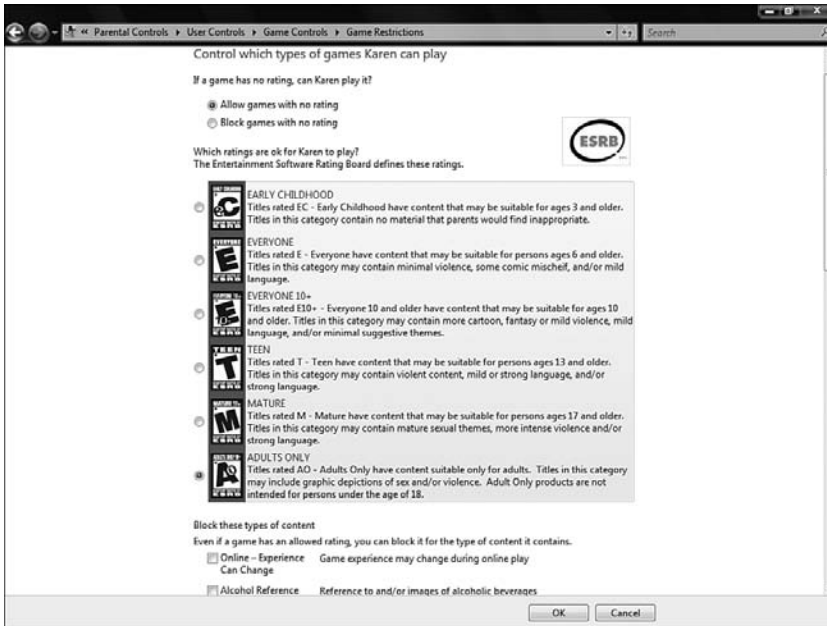 « Parental Controls ▸ User Controls ▸ Game Controls ▸ Game Restrictions
Search
Control which types of games Karen can play
If a game has no rating, can Karen play it?
Allow games with no rating
Block games with no rating
ESRB
Which ratings are ok for Karen to play?
The Entertainment Software Rating Board defines these ratings.
EARLY CHILDHOOD
Titles rated EC - Early Childhood have content that may be suitable for ages 3 and older.
Titles in this category contain no material that parents would find inappropriate.
EVERYONE
E
EVERYONE
Titles rated E - Everyone have content that may be suitable for persons ages 6 and older.
Titles in this category may contain minimal violence, some comic mischeif, and/or mild
language.
EVERYONE 10+
Titles rated E10+ - Everyone 10 and older have content that may be suitable for ages 10
and older. Titles in this category may contain more cartoon, fantasy or mild violence, mild
language, and/or minimal suggestive themes.
TEEN
T
TEEN
Titles rated T - Teen have content that may be suitable for persons ages 13 and older.
Titles in this category may contain violent content, mild or strong language, and/or
strong language.
MATURE 17+
M
MATURE
Titles rated M - Mature have content that may be suitable for persons ages 17 and older.
Titles in this category may contain mature sexual themes, more intense violence and/or
strong language.
ADULTS ONLY
Titles rated AO - Adults Only have content suitable only for adults. Titles in this category
may include graphic depictions of sex and/or violence. Adult Only products are not
intended for persons under the age of 18.
Block these types of content
Even if a game has an allowed rating, you can block it for the type of content it contains.
Online – Experience Game experience may change during online play
Can Change
Alcohol Reference Reference to and/or images of alcoholic beverages
OK Cancel